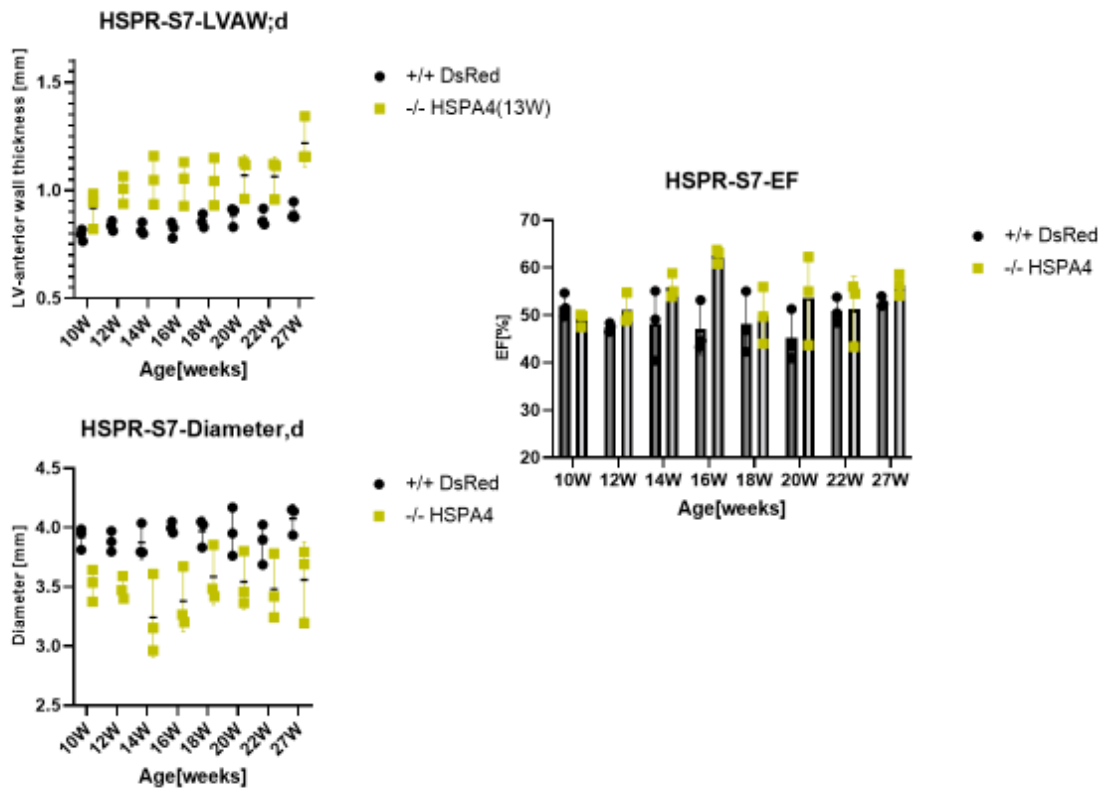 HSPR-S7-LVAW;d
LV-anterior wall thickness [mm]
1.5
1.0
0.5
10W 12W 14W 16W 18W 20W 22W 27W
Age[weeks]
+/+ DsRed
-/- HSPA4(13W)
HSPR-S7-Diameter,d
Diameter [mm]
4.5
4.0
3.5
3.0
2.5
10W 12W 14W 16W 18W 20W 22W 27W
Age[weeks]
+/+ DsRed
-/- HSPA4
HSPR-S7-EF
EF[%]
70
60
50
40
30
20
10W 12W 14W 16W 18W 20W 22W 27W
Age[weeks]
+/+ DsRed
-/- HSPA4